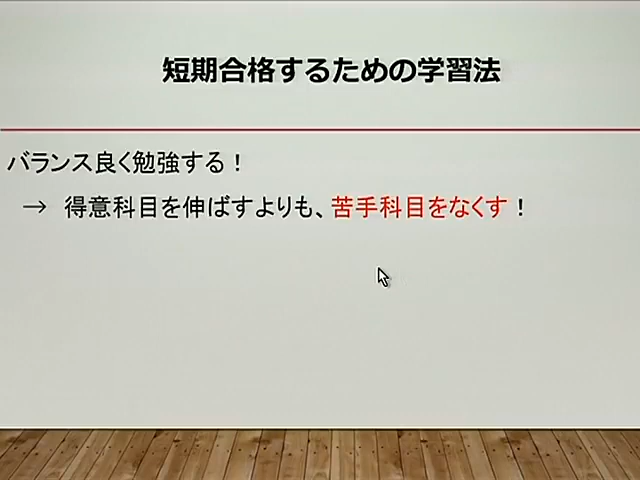 短期合格するための学習法
バランス良く勉強する！
→ 得意科目を伸ばすよりも、苦手科目をなくす！